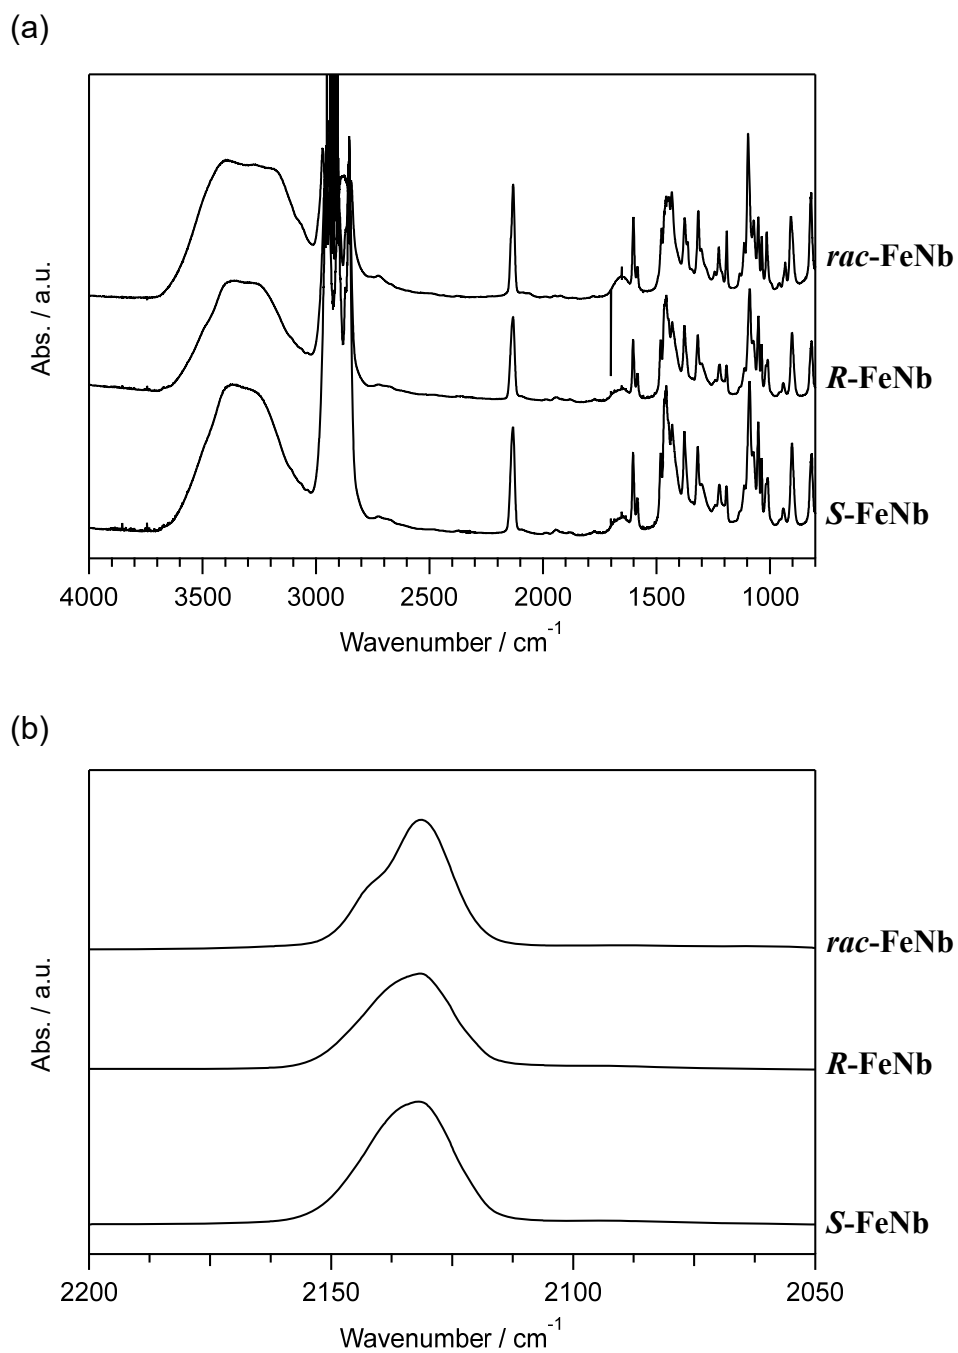 (a)
Abs. / a.u.
rac-FeNb
R-FeNb
S-FeNb
4000 3500 3000 2500 2000 1500 1000
Wavenumber / cm⁻¹
(b)
Abs. / a.u.
rac-FeNb
R-FeNb
S-FeNb
2200 2150 2100 2050
Wavenumber / cm⁻¹